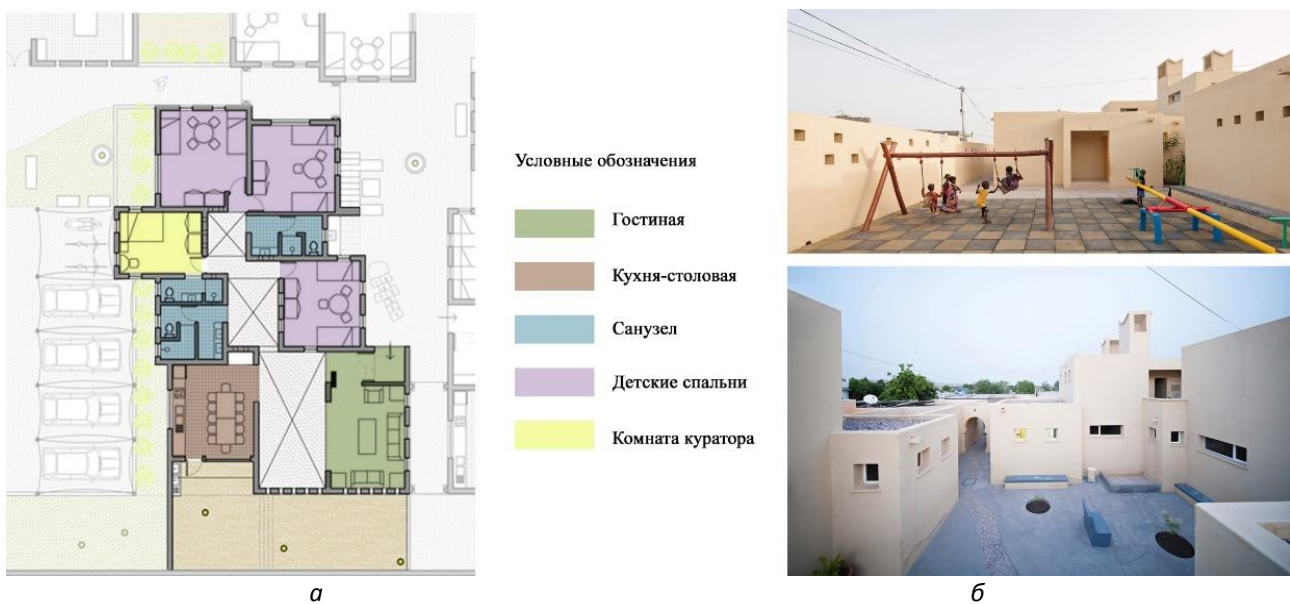 Условные обозначения
Гостиная
Кухня-столовая
Санузел
Детские спальни
Комната куратора
а
б